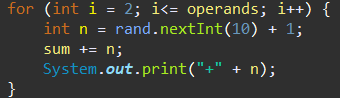 for (int i = 2; i<= operands; i++) {
int n = rand.nextInt(10) + 1;
sum += n;
System.out.print("+" + n);
}